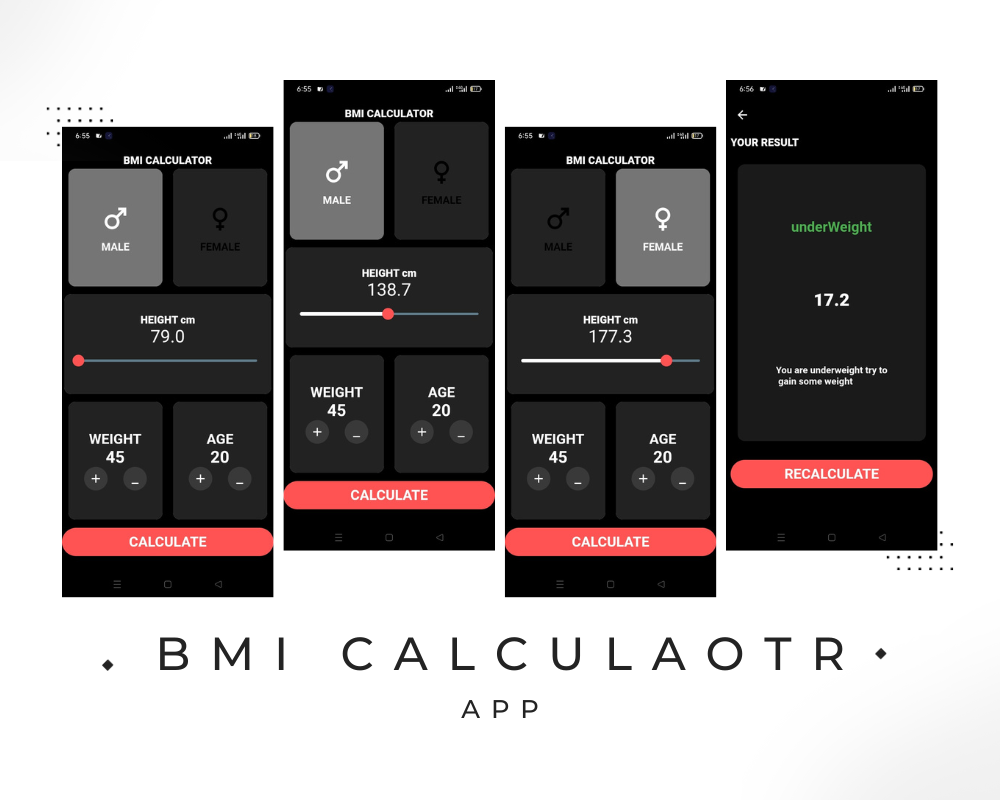 6:55
BMI CALCULATOR
MALE
FEMALE
HEIGHT cm
79.0
WEIGHT
45
+
_
AGE
20
+
_
CALCULATE
6:55
BMI CALCULATOR
MALE
FEMALE
HEIGHT cm
138.7
WEIGHT
45
+
_
AGE
20
+
_
CALCULATE
6:55
BMI CALCULATOR
MALE
FEMALE
HEIGHT cm
177.3
WEIGHT
45
+
_
AGE
20
+
_
CALCULATE
6:56
YOUR RESULT
underWeight
17.2
You are underweight try to
gain some weight
RECALCULATE
BMI CALCULAOTR
APP